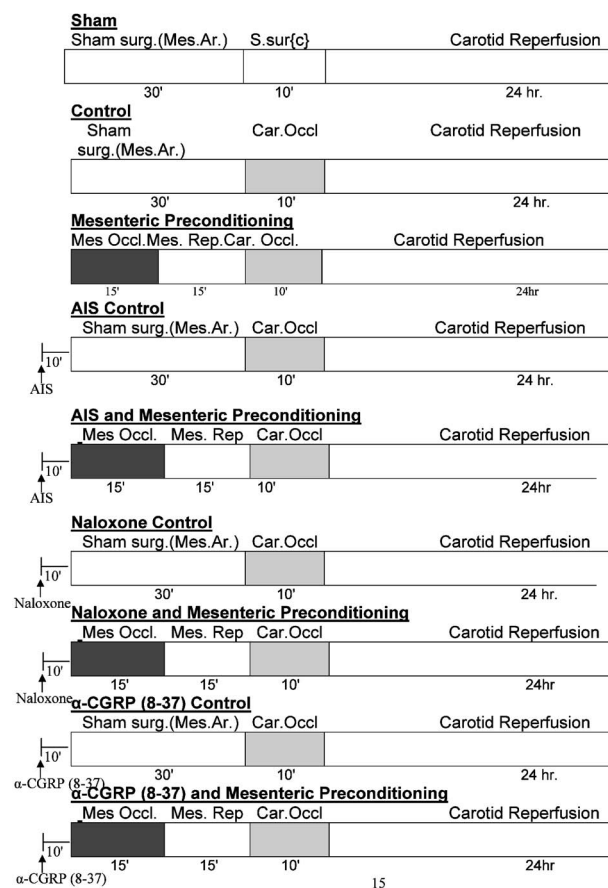 Sham
Sham surg.(Mes.Ar.) S.sur{c} Carotid Reperfusion
30' 10' 24 hr.
Control
Sham Car.Occl Carotid Reperfusion
surg.(Mes.Ar.)
30' 10' 24 hr.
Mesenteric Preconditioning
Mes Occl.Mes. Rep.Car. Occl. Carotid Reperfusion
15' 15' 10' 24hr
AIS Control
Sham surg.(Mes.Ar.) Car.Occl Carotid Reperfusion
10'
30' 10' 24 hr.
AIS
AIS and Mesenteric Preconditioning
Mes Occl. Mes. Rep Car.Occl Carotid Reperfusion
10'
15' 15' 10' 24hr
AIS
Naloxone Control
Sham surg.(Mes.Ar.) Car.Occl Carotid Reperfusion
10'
30' 10' 24 hr.
Naloxone
Naloxone and Mesenteric Preconditioning
Mes Occl. Mes. Rep Car.Occl Carotid Reperfusion
10'
15' 15' 10' 24hr
Naloxone
α-CGRP (8-37) Control
Sham surg.(Mes.Ar.) Car.Occl Carotid Reperfusion
10'
30' 10' 24 hr.
α-CGRP (8-37)
α-CGRP (8-37) and Mesenteric Preconditioning
Mes Occl. Mes. Rep Car.Occl Carotid Reperfusion
10'
15' 15' 10' 24hr
α-CGRP (8-37)
15